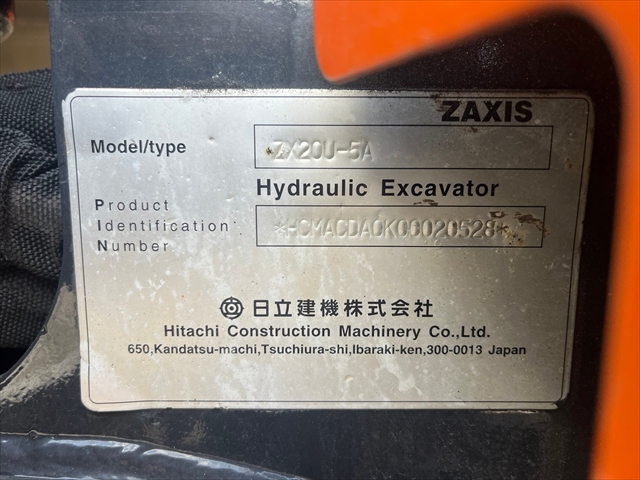 ZAXIS
Model/type
*ZX20U-5A
Hydraulic Excavator
Product
Identification
Number
*HCMACDA0K00020528*
日立建機株式会社
Hitachi Construction Machinery Co.,Ltd.
650,Kandatsu-machi,Tsuchiura-shi,Ibaraki-ken,300-0013 Japan